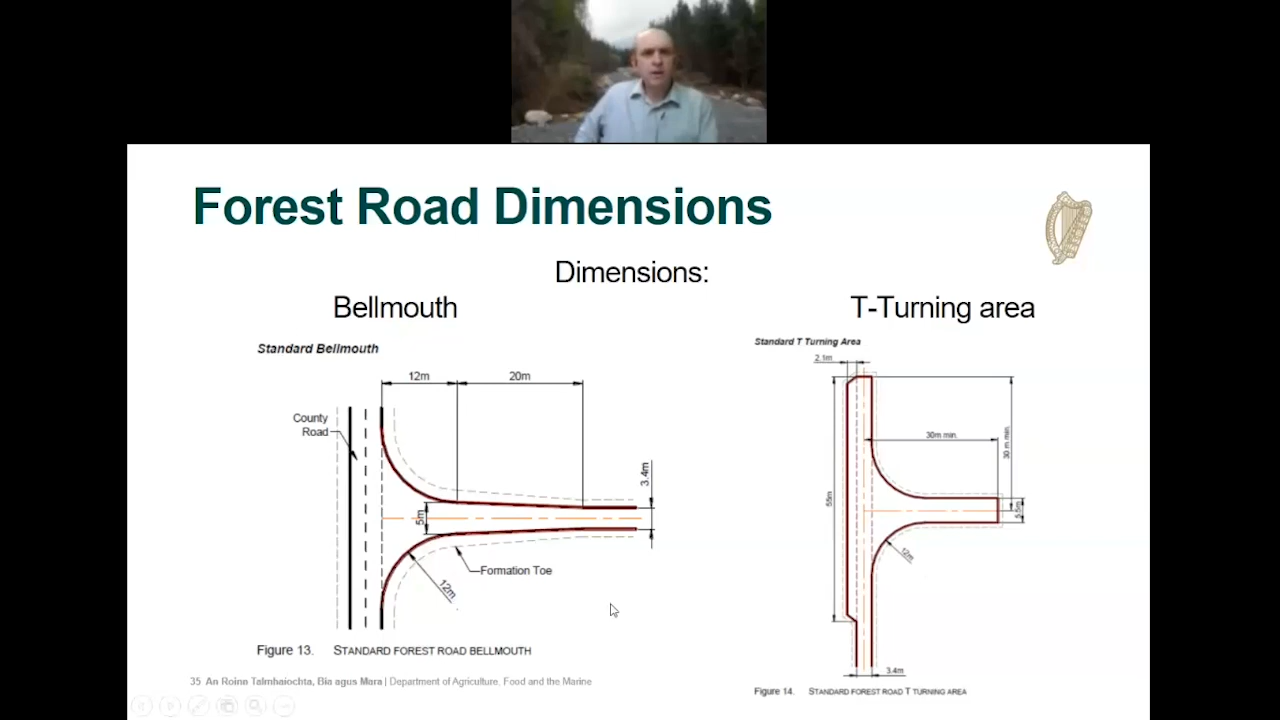 Forest Road Dimensions
Dimensions:
Bellmouth
T-Turning area
Standard Bellmouth
12m
20m
County
Road
3.4m
5m
Formation Toe
12m
Figure 13. STANDARD FOREST ROAD BELLMOUTH
Standard T Turning Area
2.1m
30m min.
30 m min.
55m
5.5m
12m
3.4m
Figure 14. STANDARD FOREST ROAD T TURNING AREA
35 An Roinn Talmhaíochta, Bia agus Mara | Department of Agriculture, Food and the Marine